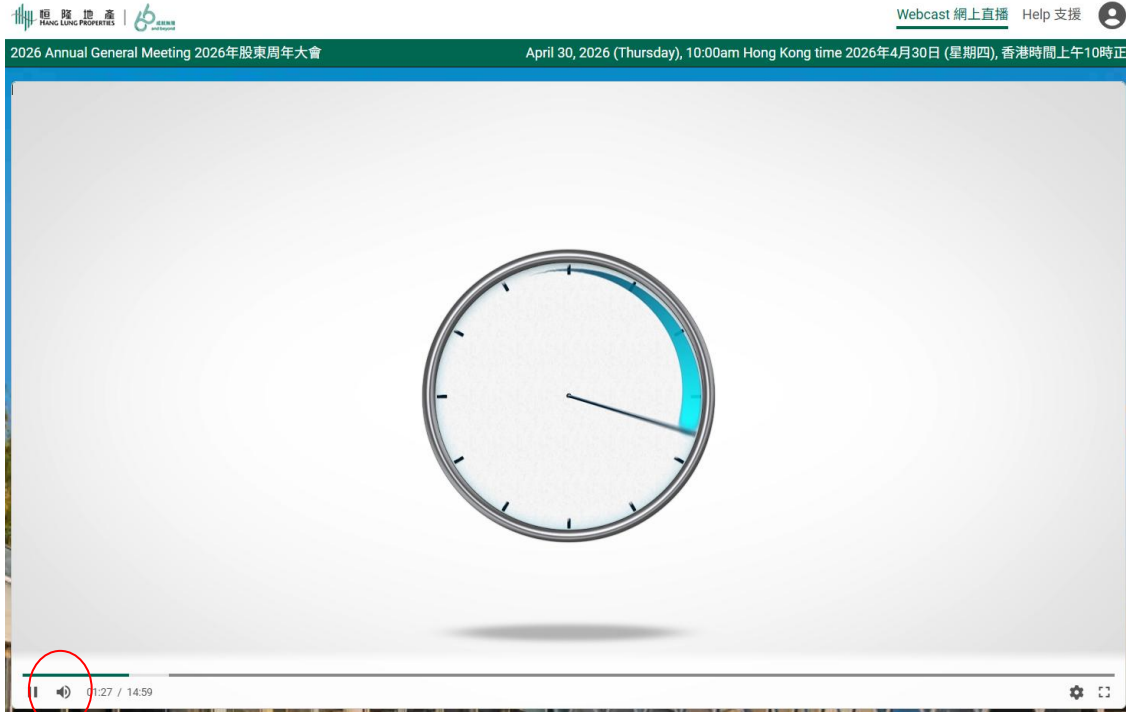 恒隆地產
HANG LUNG PROPERTIES
Webcast 網上直播 Help 支援
2026 Annual General Meeting 2026年股東周年大會 April 30, 2026 (Thursday), 10:00am Hong Kong time 2026年4月30日 (星期四), 香港時間上午10時正
01:27 / 14:59